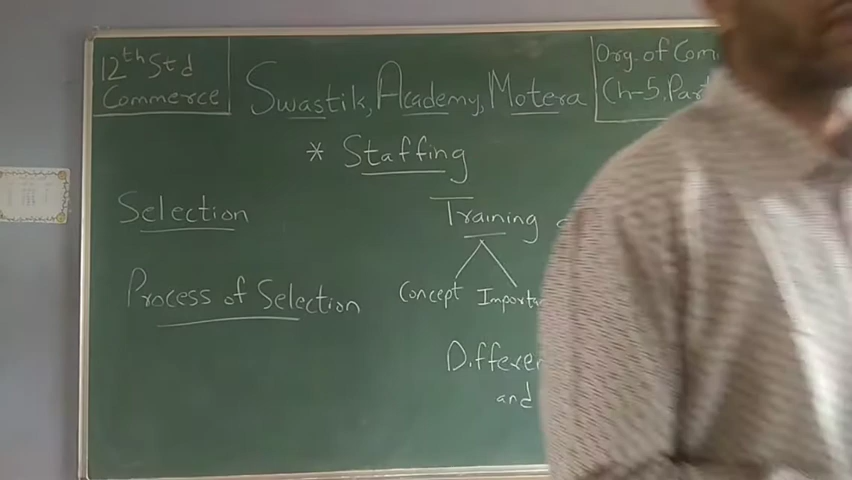 12th Std
Commerce
Swastik, Academy, Motera
Org. of Com
Ch-5, Par
* Staffing
Selection
Training
Process of Selection
Concept Importa
Differen
and